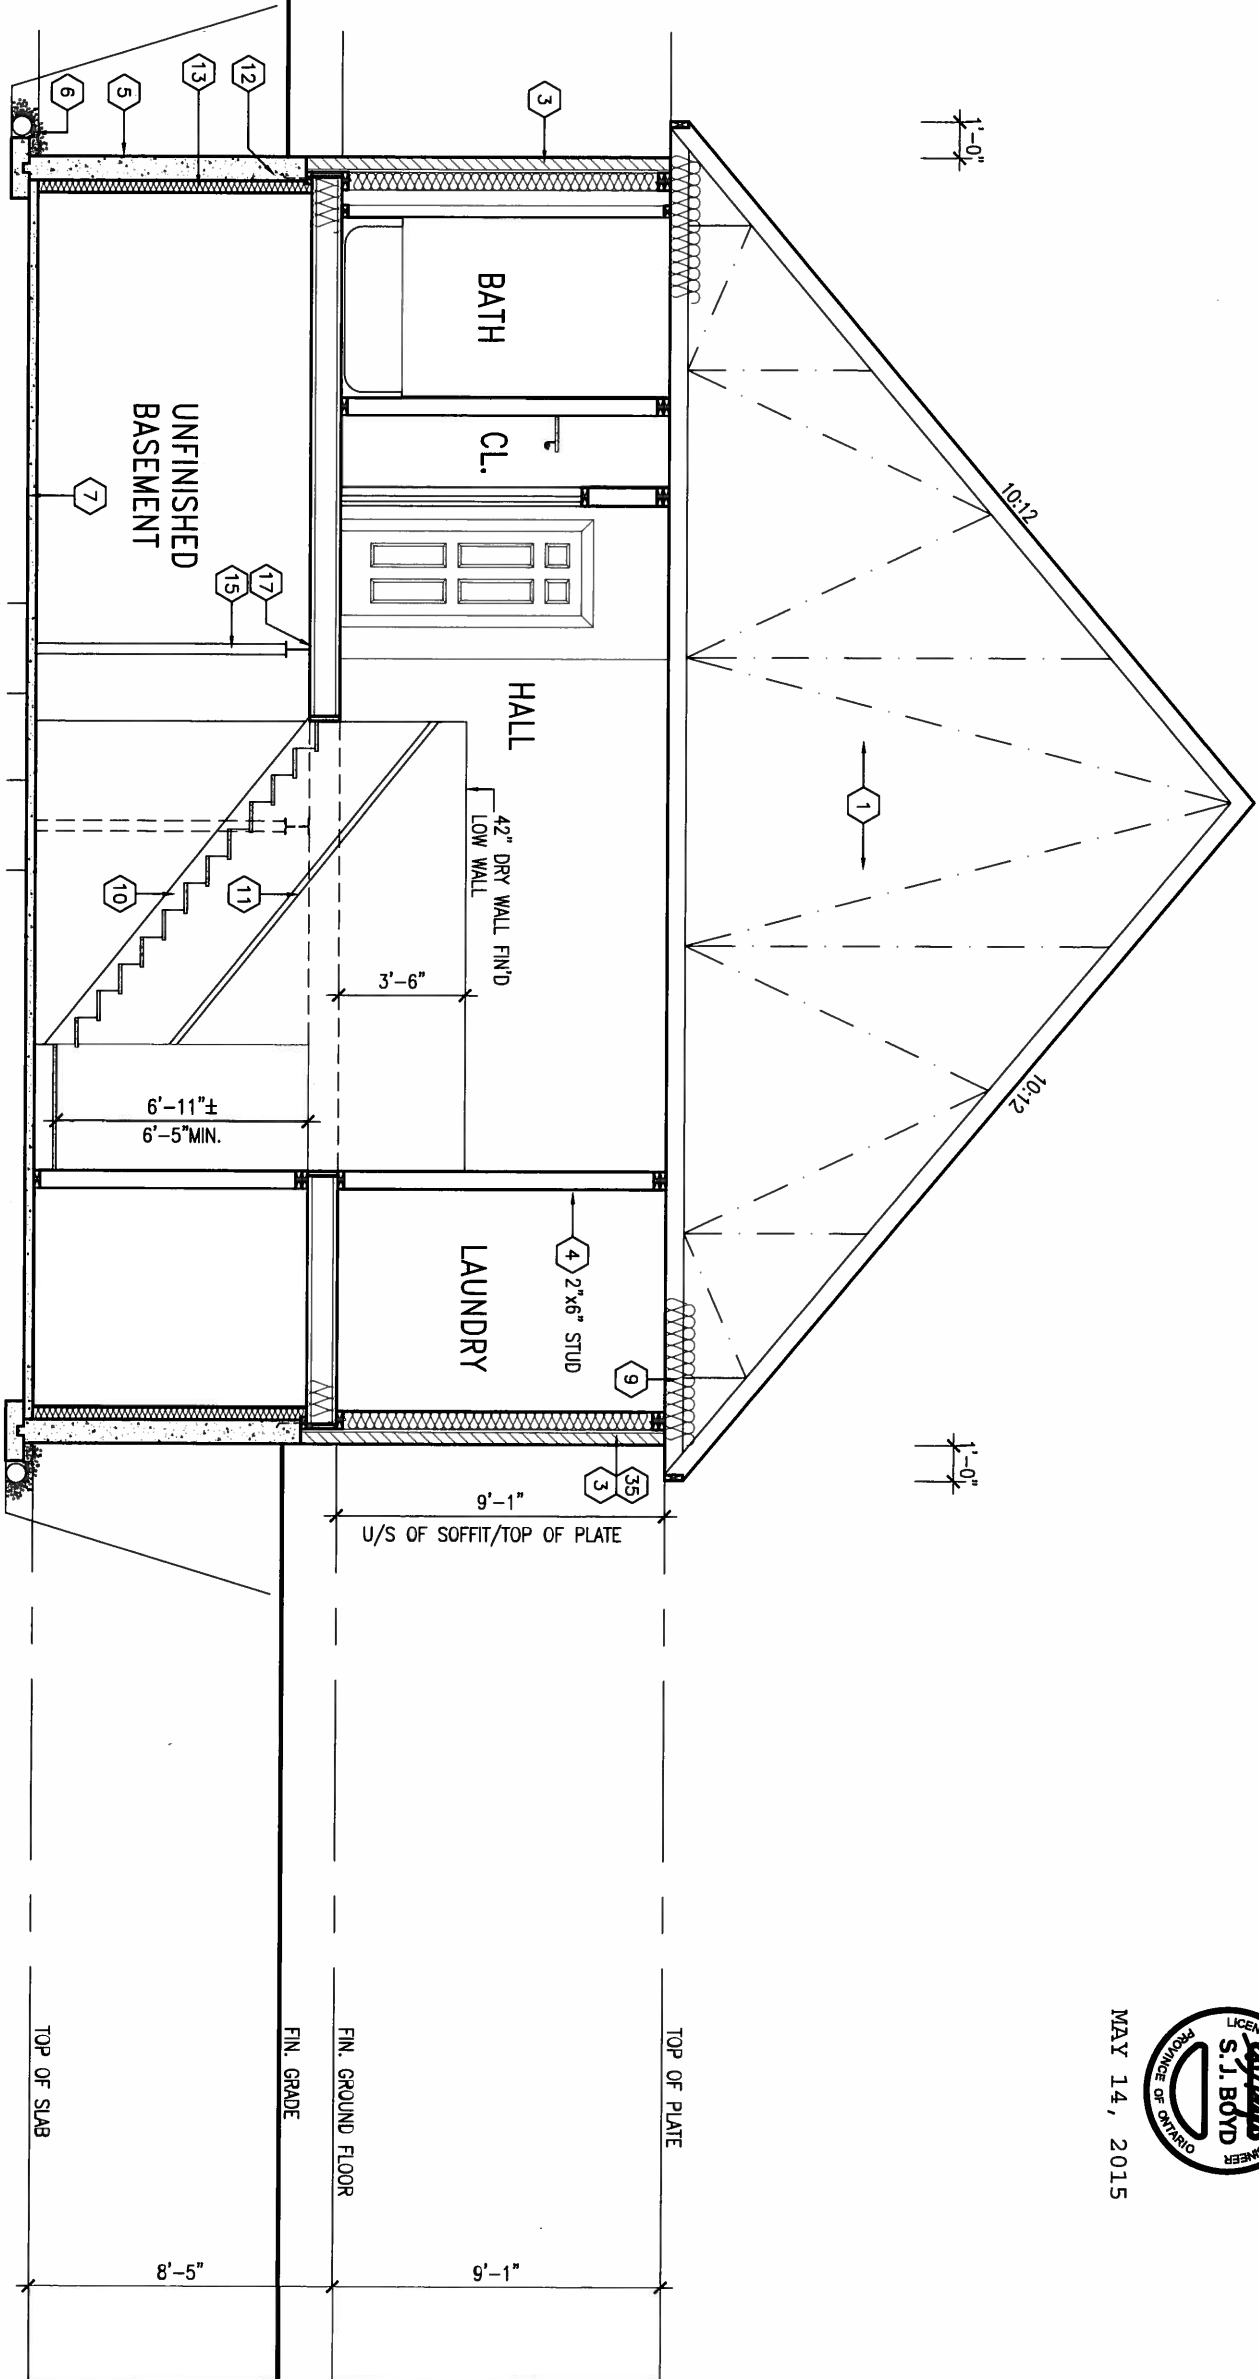 1'-0"
1'-0"
10:12
10:12
1
LICEN
S.J. BOYD
NEER
PROVINCE OF ONTARIO
MAY 14, 2015
3
BATH
CL.
HALL
42" DRY WALL FIN'D
LOW WALL
3'-6"
4
2"x6" STUD
LAUNDRY
9
35
3
9'-1"
U/S OF SOFFIT/TOP OF PLATE
TOP OF PLATE
9'-1"
FIN. GROUND FLOOR
FIN. GRADE
12
13
5
6
UNFINISHED
BASEMENT
7
17
15
10
11
6'-11"±
6'-5"MIN.
8'-5"
TOP OF SLAB